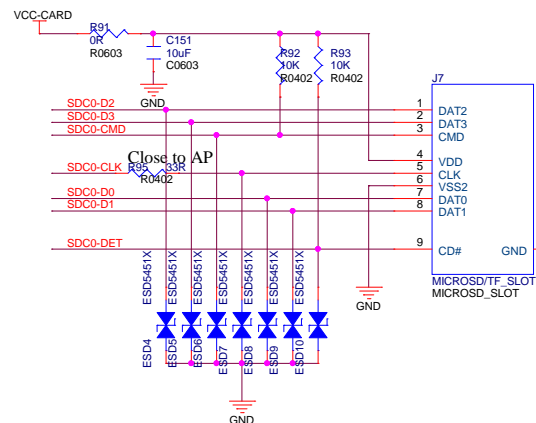 VCC-CARD
R91
0R
R0603
C151
10uF
C0603
GND
R92
10K
R0402
R93
10K
R0402
J7
SDC0-D2
1
DAT2
SDC0-D3
2
DAT3
SDC0-CMD
3
CMD
Close to AP
4
VDD
SDC0-CLK
R95
33R
R0402
5
CLK
6
VSS2
SDC0-D0
7
DAT0
SDC0-D1
8
DAT1
SDC0-DET
9
CD#
GND
MICROSD/TF_SLOT
MICROSD_SLOT
GND
ESD4
ESD5451X
ESD5
ESD5451X
ESD6
ESD5451X
ESD7
ESD5451X
ESD8
ESD5451X
ESD9
ESD5451X
ESD10
ESD5451X
GND